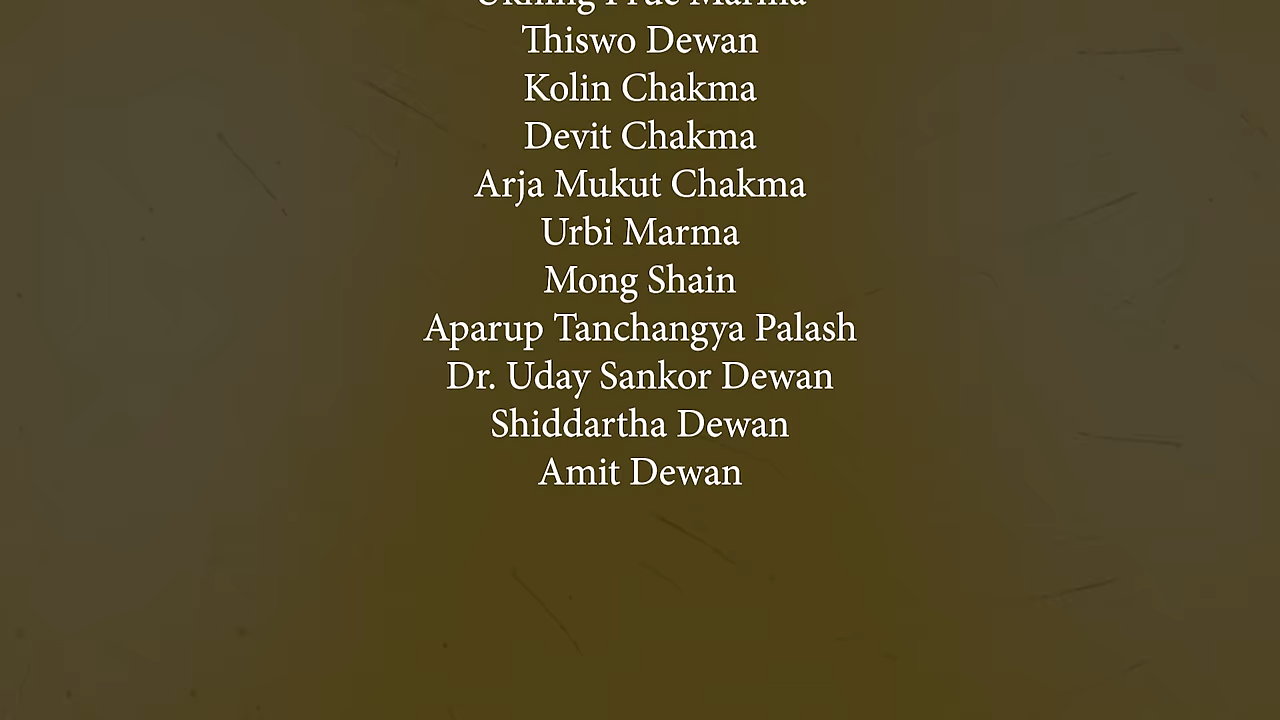 Marma
Thiswo Dewan
Kolin Chakma
Devit Chakma
Arja Mukut Chakma
Urbi Marma
Mong Shain
Aparup Tanchangya Palash
Dr. Uday Sankor Dewan
Shiddartha Dewan
Amit Dewan